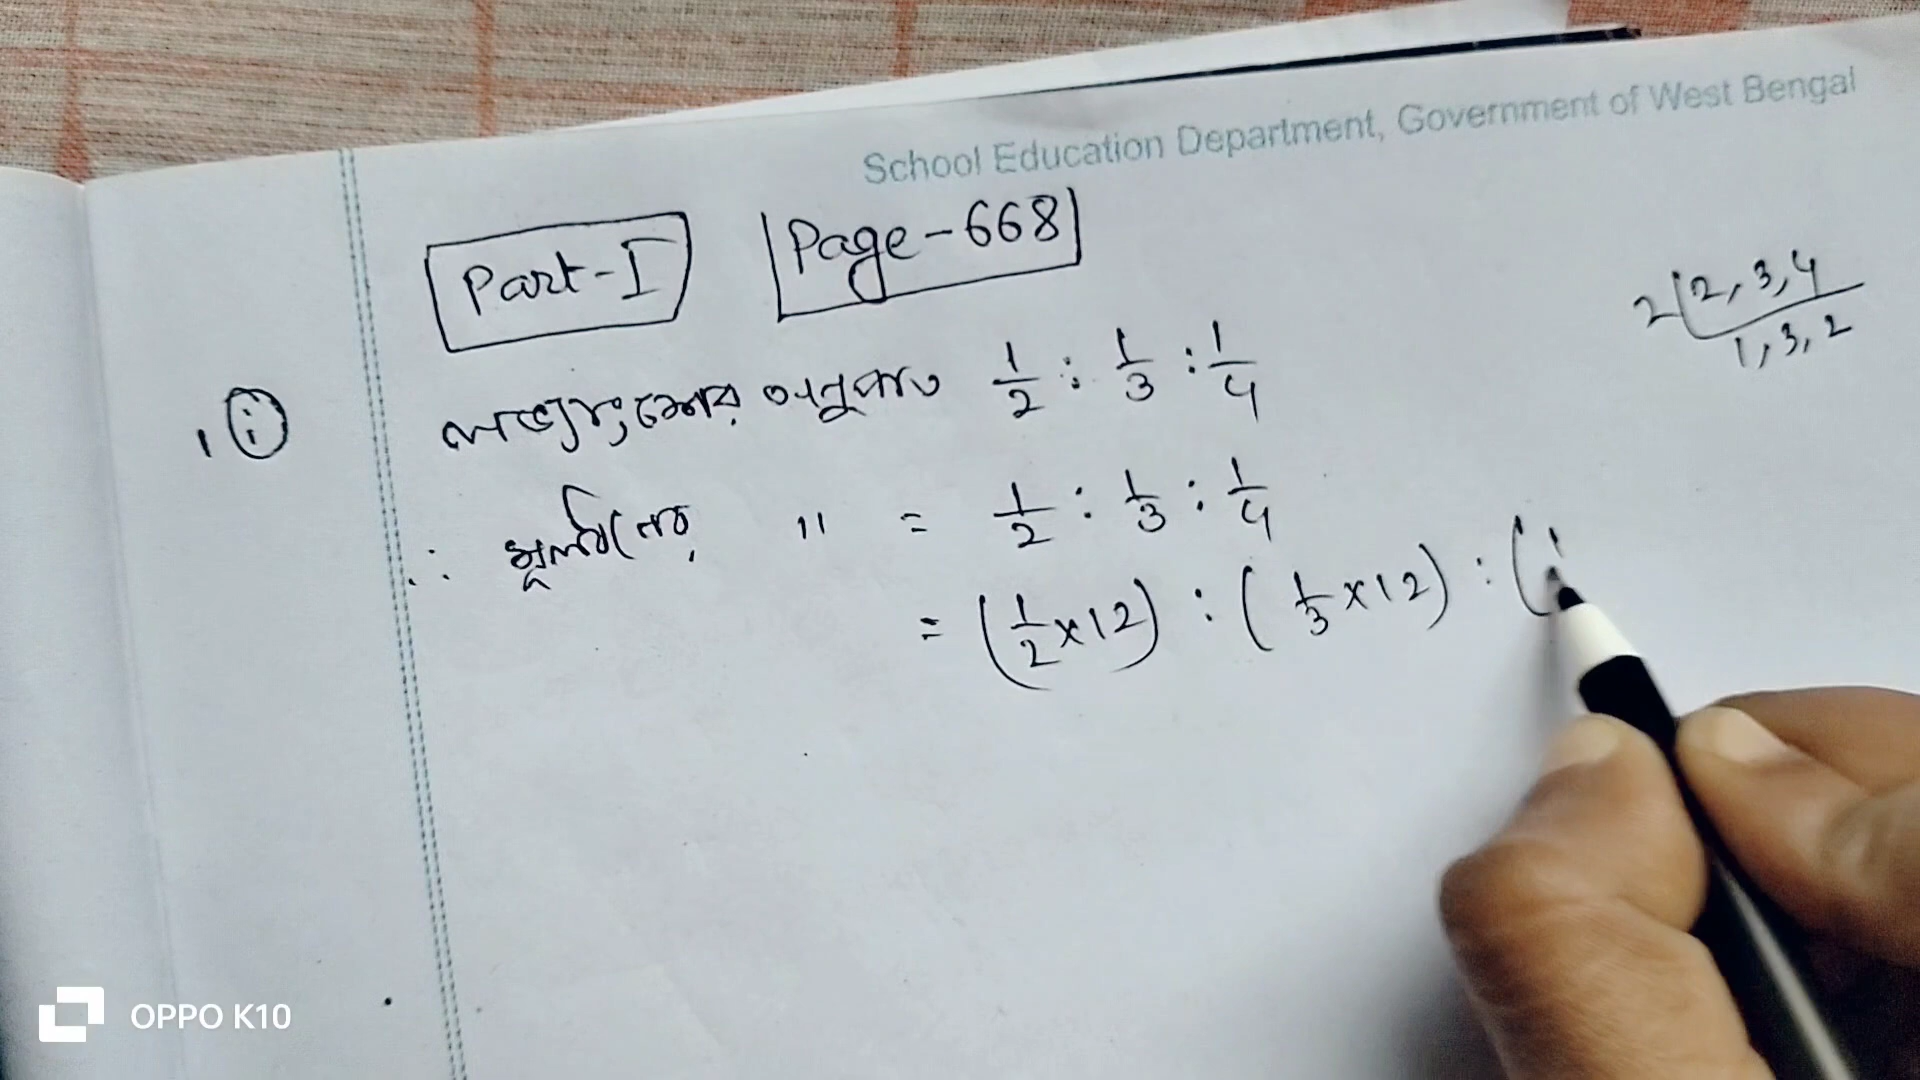 School Education Department, Government of West Bengal
Part-I Page-668
2 | 2, 3, 4
1, 3, 2
1 (i) লভ্যাংশের অনুপাত 1/2 : 1/3 : 1/4
∴ মূলধনের " = 1/2 : 1/3 : 1/4
= (1/2 × 12) : (1/3 × 12) : (1
OPPO K10